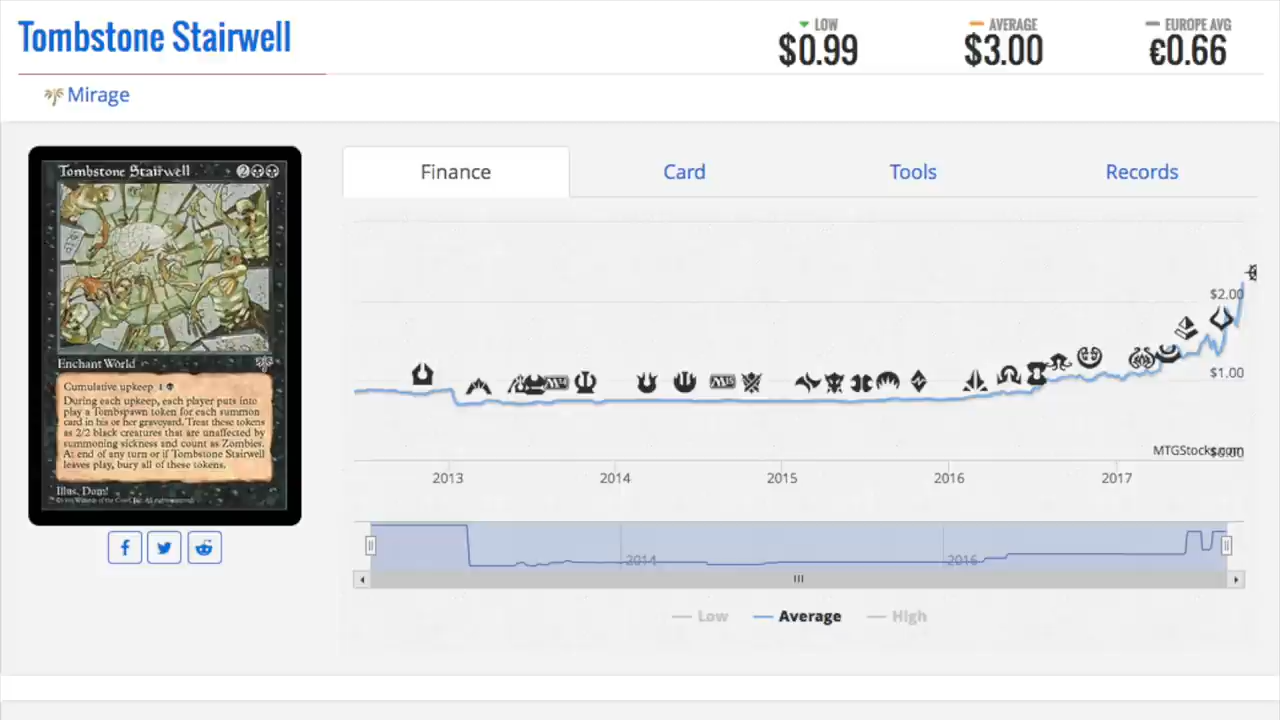 Tombstone Stairwell
LOW
$0.99
AVERAGE
$3.00
EUROPE AVG
€0.66
Mirage
Tombstone Stairwell 2
Enchant World
Cumulative upkeep 1
During each upkeep, each player puts into
play a Tombspawn token for each summon
card in his or her graveyard. Treat these tokens
as 2/2 black creatures that are unaffected by
summoning sickness and count as Zombies.
At end of any turn or if Tombstone Stairwell
leaves play, bury all of these tokens.
Illus. Dom!
Finance
Card
Tools
Records
$2.00
$1.00
MTGStocks.com
$0.00
2013
2014
2015
2016
2017
2014
2016
Low
Average
High